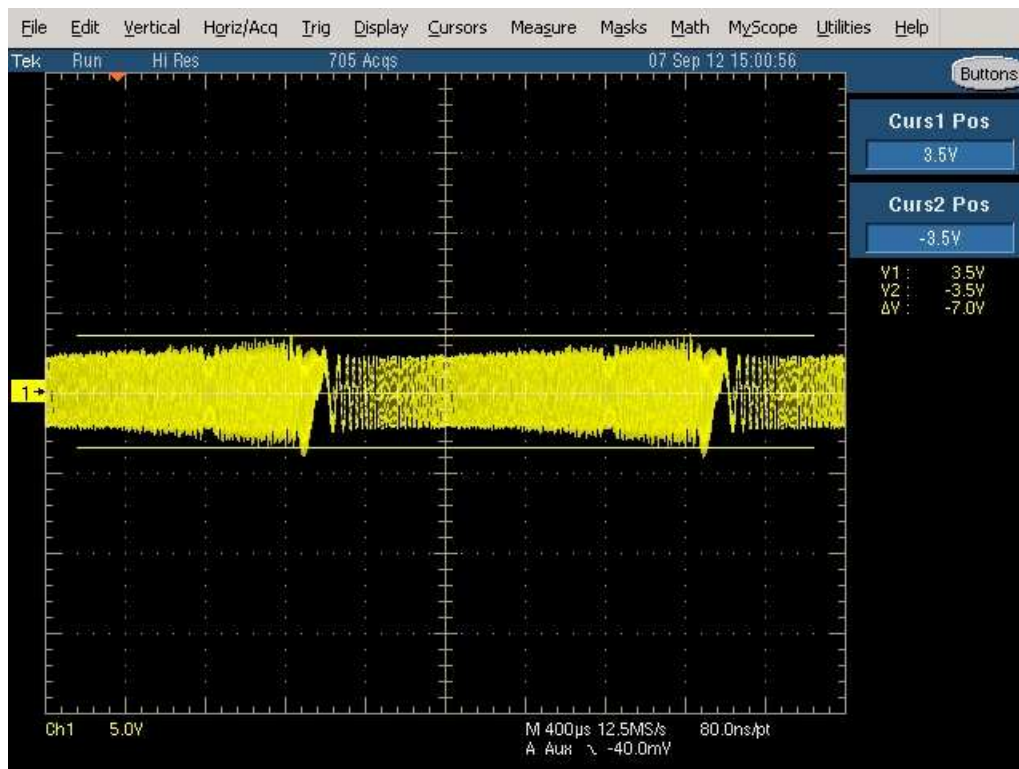 File Edit Vertical Horiz/Acq Trig Display Cursors Measure Masks Math MyScope Utilities Help
Tek Run Hi Res 705 Acqs 07 Sep 12 15:00:56
Buttons
Curs1 Pos
3.5V
Curs2 Pos
-3.5V
V1 : 3.5V
V2 : -3.5V
ΔV : -7.0V
1
Ch1 5.0V M 400µs 12.5MS/s 80.0ns/pt
A Aux -40.0mV